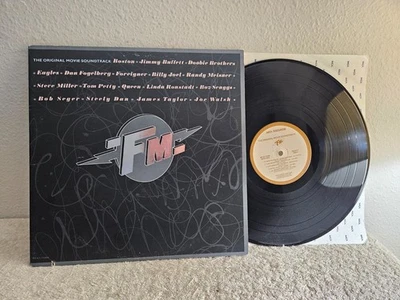 THE ORIGINAL MOVIE SOUNDTRACK Boston • Jimmy Buffett • Doobie Brothers
• Eagles • Dan Fogelberg • Foreigner • Billy Joel • Randy Meisner •
• Steve Miller • Tom Petty • Queen • Linda Ronstadt • Boz Scaggs •
• Bob Seger • Steely Dan • James Taylor • Joe Walsh •
FM